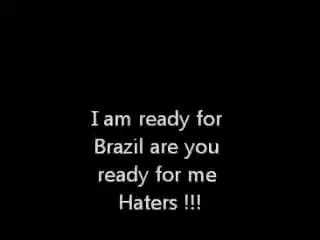 I am ready for
Brazil are you
ready for me
Haters !!!